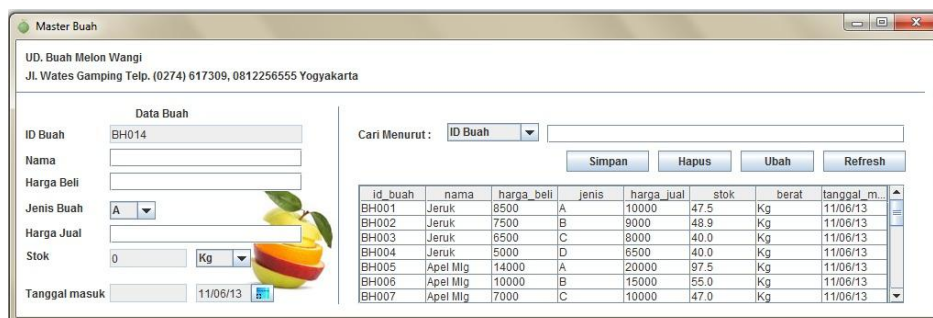 Master Buah
UD. Buah Melon Wangi
Jl. Wates Gamping Telp. (0274) 617309, 0812256555 Yogyakarta
Data Buah
ID Buah BH014
Nama
Harga Beli
Jenis Buah A
Harga Jual
Stok 0 Kg
Tanggal masuk 11/06/13
Cari Menurut : ID Buah
Simpan Hapus Ubah Refresh
id_buah nama harga_beli jenis harga_jual stok berat tanggal_m...
BH001 Jeruk 8500 A 10000 47.5 Kg 11/06/13
BH002 Jeruk 7500 B 9000 48.9 Kg 11/06/13
BH003 Jeruk 6500 C 8000 40.0 Kg 11/06/13
BH004 Jeruk 5000 D 6500 40.0 Kg 11/06/13
BH005 Apel Mlg 14000 A 20000 97.5 Kg 11/06/13
BH006 Apel Mlg 10000 B 15000 55.0 Kg 11/06/13
BH007 Apel Mlg 7000 C 10000 47.0 Kg 11/06/13